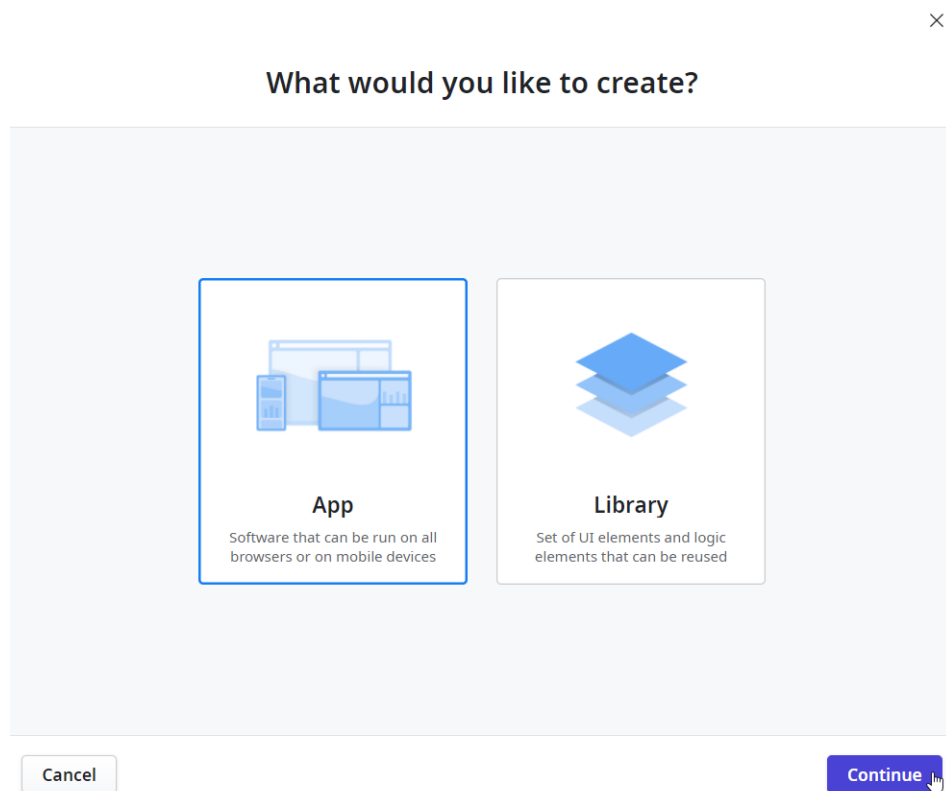 What would you like to create?
App
Software that can be run on all
browsers or on mobile devices
Library
Set of UI elements and logic
elements that can be reused
Cancel
Continue